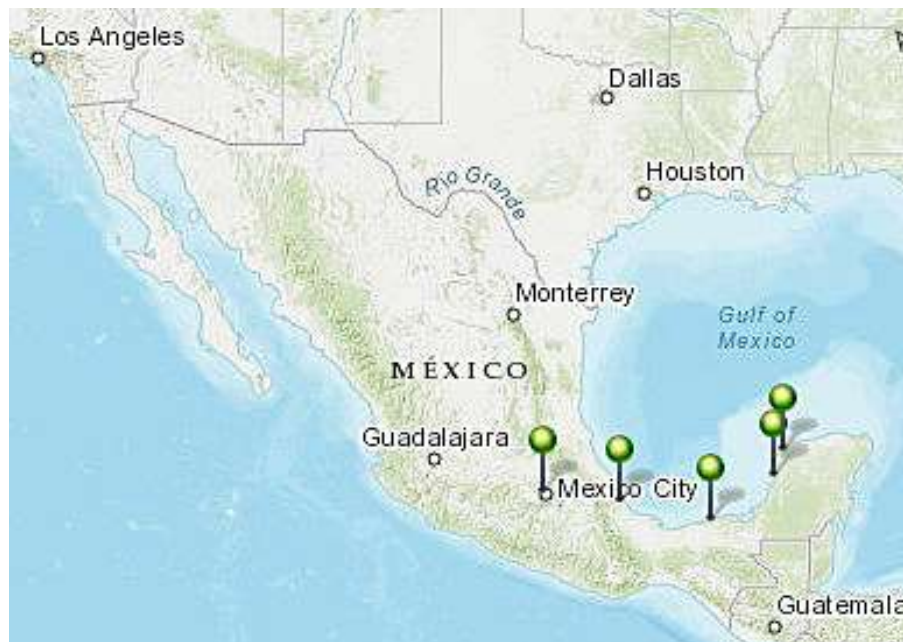 Los Angeles
Dallas
Houston
Rio Grande
Monterrey
Gulf of
Mexico
MÉXICO
Guadalajara
Mexico City
Guatemala